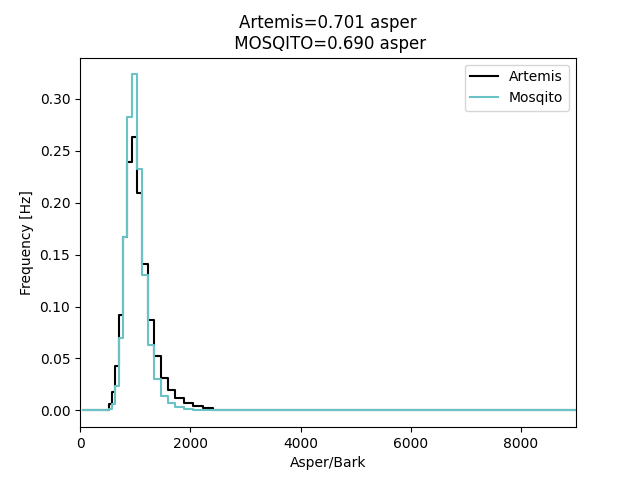 Artemis=0.701 asper
MOSQITO=0.690 asper
Artemis
Mosqito
0.30
0.25
0.20
0.15
0.10
0.05
0.00
Frequency [Hz]
0 2000 4000 6000 8000
Asper/Bark